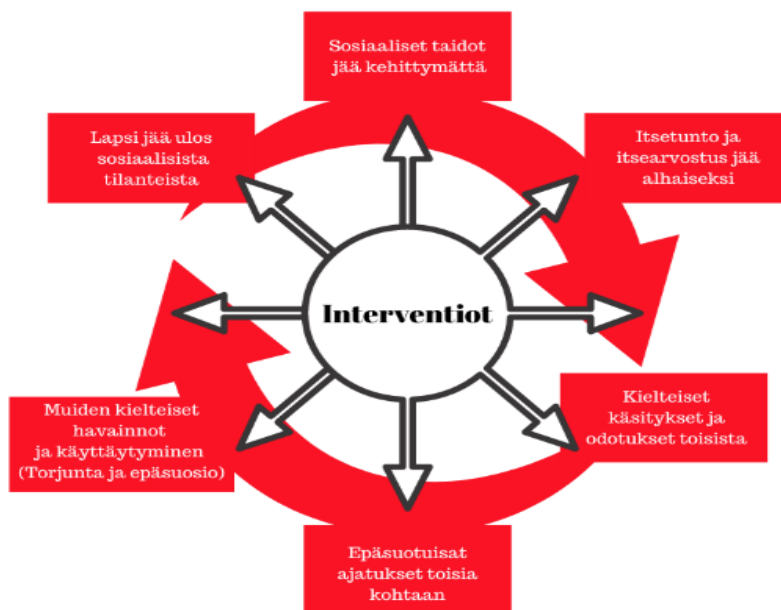 Sosiaaliset taidot
jää kehittymättä
Lapsi jää ulos
sosiaalisista
tilanteista
Itsetunto ja
itsearvostus jää
alhaiseksi
Interventiot
Muiden kielteiset
havainnot
ja käyttäytyminen
(Torjunta ja epäsuosio)
Kielteiset
käsitykset ja
odotukset toisista
Epäsuotuisat
ajatukset toisia
kohtaan